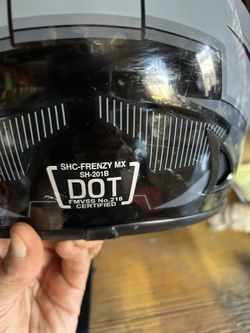 SHC-FRENZY MX
SH-201B
DOT
FMVSS No.218
CERTIFIED